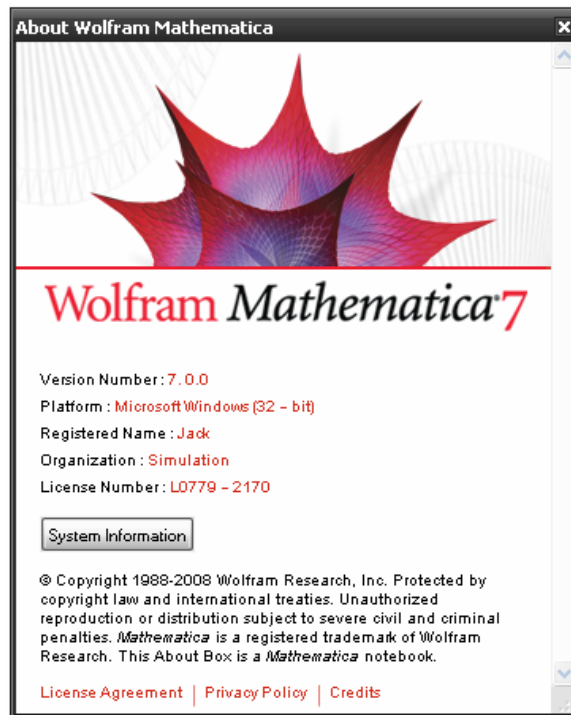 About Wolfram Mathematica
Wolfram Mathematica®7
Version Number : 7.0.0
Platform : Microsoft Windows (32 – bit)
Registered Name : Jack
Organization : Simulation
License Number : L0779 – 2170
System Information
© Copyright 1988-2008 Wolfram Research, Inc. Protected by
copyright law and international treaties. Unauthorized
reproduction or distribution subject to severe civil and criminal
penalties. Mathematica is a registered trademark of Wolfram
Research. This About Box is a Mathematica notebook.
License Agreement | Privacy Policy | Credits